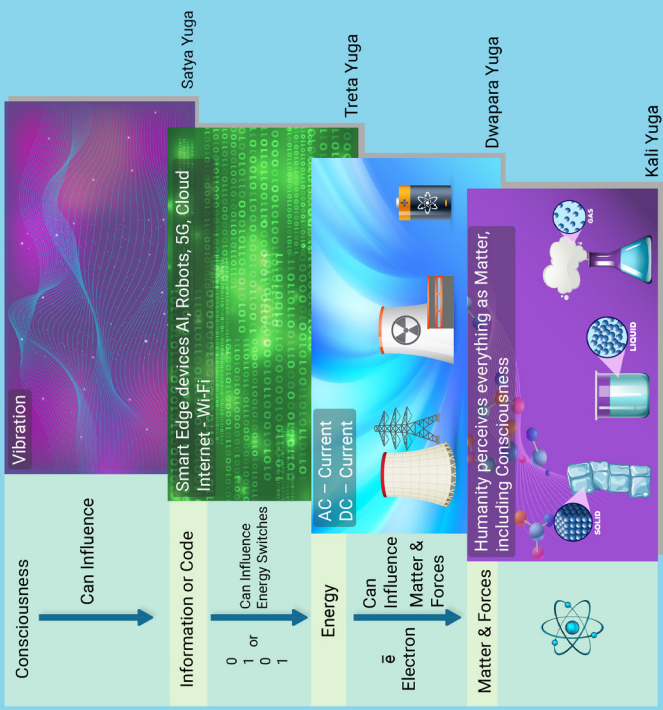 Consciousness
Vibration
Can Influence
Satya Yuga
Information or Code
Smart Edge devices AI, Robots, 5G, Cloud
Internet - Wi-Fi
0
1 or
0
1
Can Influence
Energy Switches
Treta Yuga
Energy
AC – Current
DC – Current
ē
Electron
Can
Influence
Matter &
Forces
Dwapara Yuga
Matter & Forces
Humanity perceives everything as Matter,
including Consciousness
SOLID
LIQUID
GAS
Kali Yuga